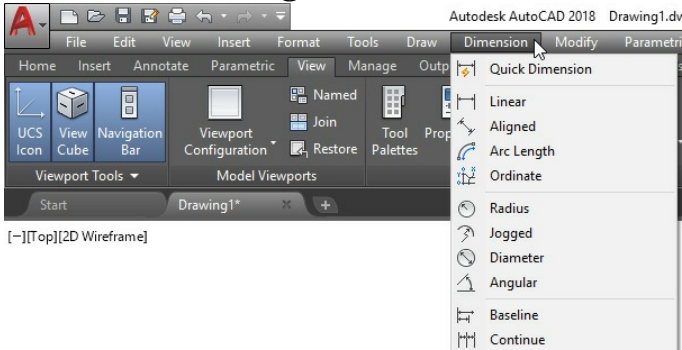 Autodesk AutoCAD 2018 Drawing1.dw
File Edit View Insert Format Tools Draw Dimension Modify Parametri
Home Insert Annotate Parametric View Manage Outp
UCS Icon
View Cube
Navigation Bar
Viewport Configuration
Named
Join
Restore
Tool Palettes
Prop
Viewport Tools
Model Viewports
Start
Drawing1*
[−][Top][2D Wireframe]
Quick Dimension
Linear
Aligned
Arc Length
Ordinate
Radius
Jogged
Diameter
Angular
Baseline
Continue